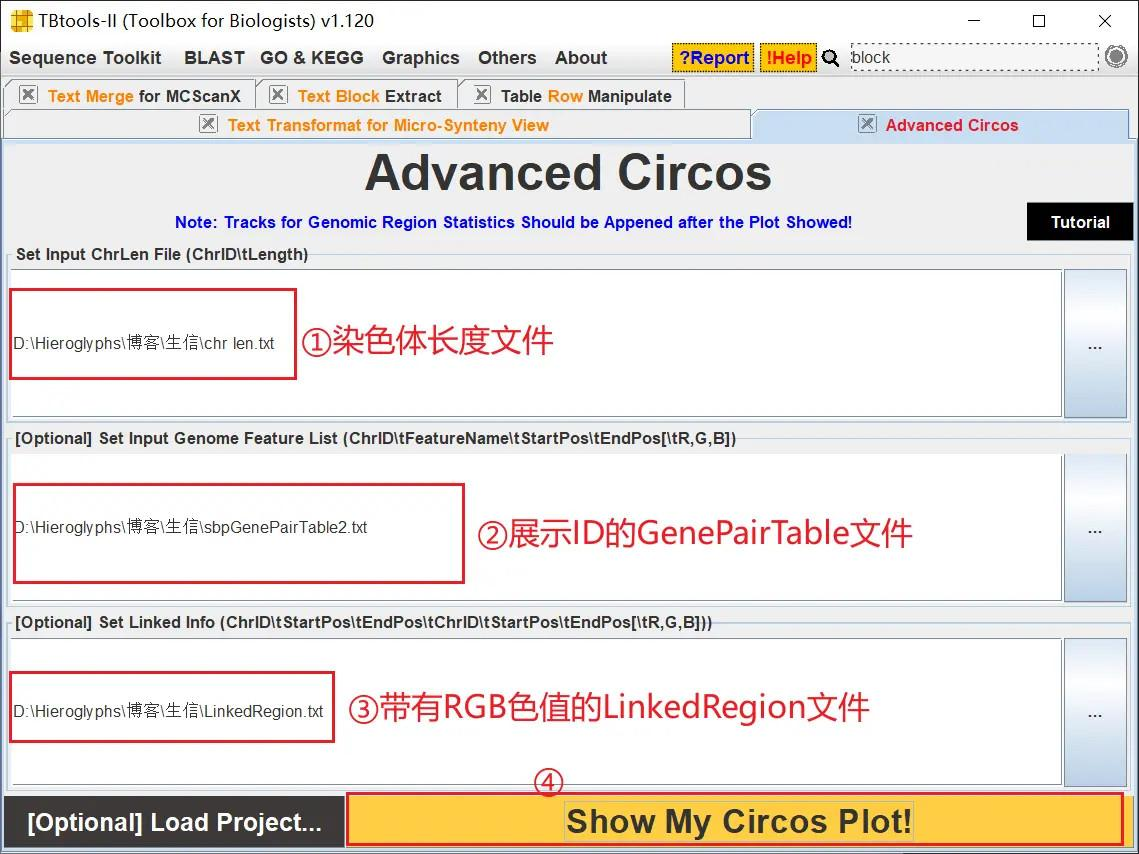 TBtools-II (Toolbox for Biologists) v1.120
Sequence Toolkit BLAST GO & KEGG Graphics Others About ?Report !Help block
Text Merge for MCScanX Text Block Extract Table Row Manipulate
Text Transformat for Micro-Synteny View Advanced Circos
Advanced Circos
Note: Tracks for Genomic Region Statistics Should be Appened after the Plot Showed!
Tutorial
Set Input ChrLen File (ChrID\tLength)
D:\Hieroglyphs\博客\生信\chr len.txt
①染色体长度文件
...
[Optional] Set Input Genome Feature List (ChrID\tFeatureName\tStartPos\tEndPos[\tR,G,B])
D:\Hieroglyphs\博客\生信\sbpGenePairTable2.txt
②展示ID的GenePairTable文件
...
[Optional] Set Linked Info (ChrID\tStartPos\tEndPos\tChrID\tStartPos\tEndPos[\tR,G,B]))
D:\Hieroglyphs\博客\生信\LinkedRegion.txt
③带有RGB色值的LinkedRegion文件
...
④
[Optional] Load Project... Show My Circos Plot!